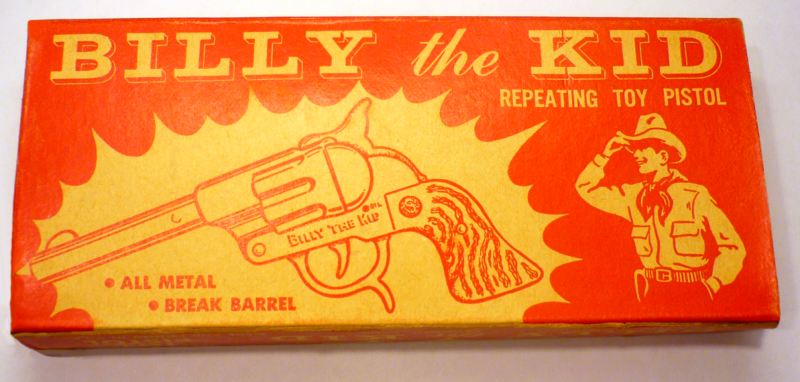 BILLY the KID
REPEATING TOY PISTOL
BILLY THE KID
• ALL METAL
• BREAK BARREL